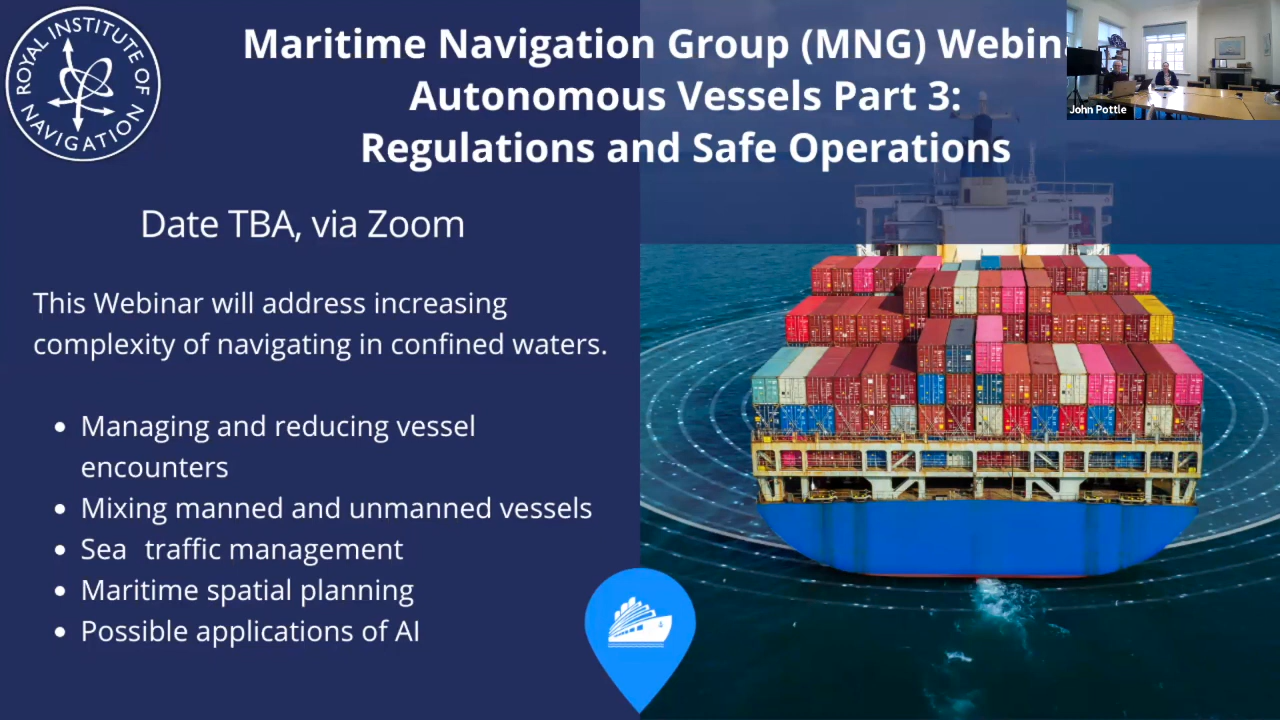 ROYAL INSTITUTE OF NAVIGATION
Maritime Navigation Group (MNG) Webin
Autonomous Vessels Part 3:
Regulations and Safe Operations
John Pottle
Date TBA, via Zoom
This Webinar will address increasing
complexity of navigating in confined waters.
• Managing and reducing vessel
encounters
• Mixing manned and unmanned vessels
• Sea traffic management
• Maritime spatial planning
• Possible applications of AI